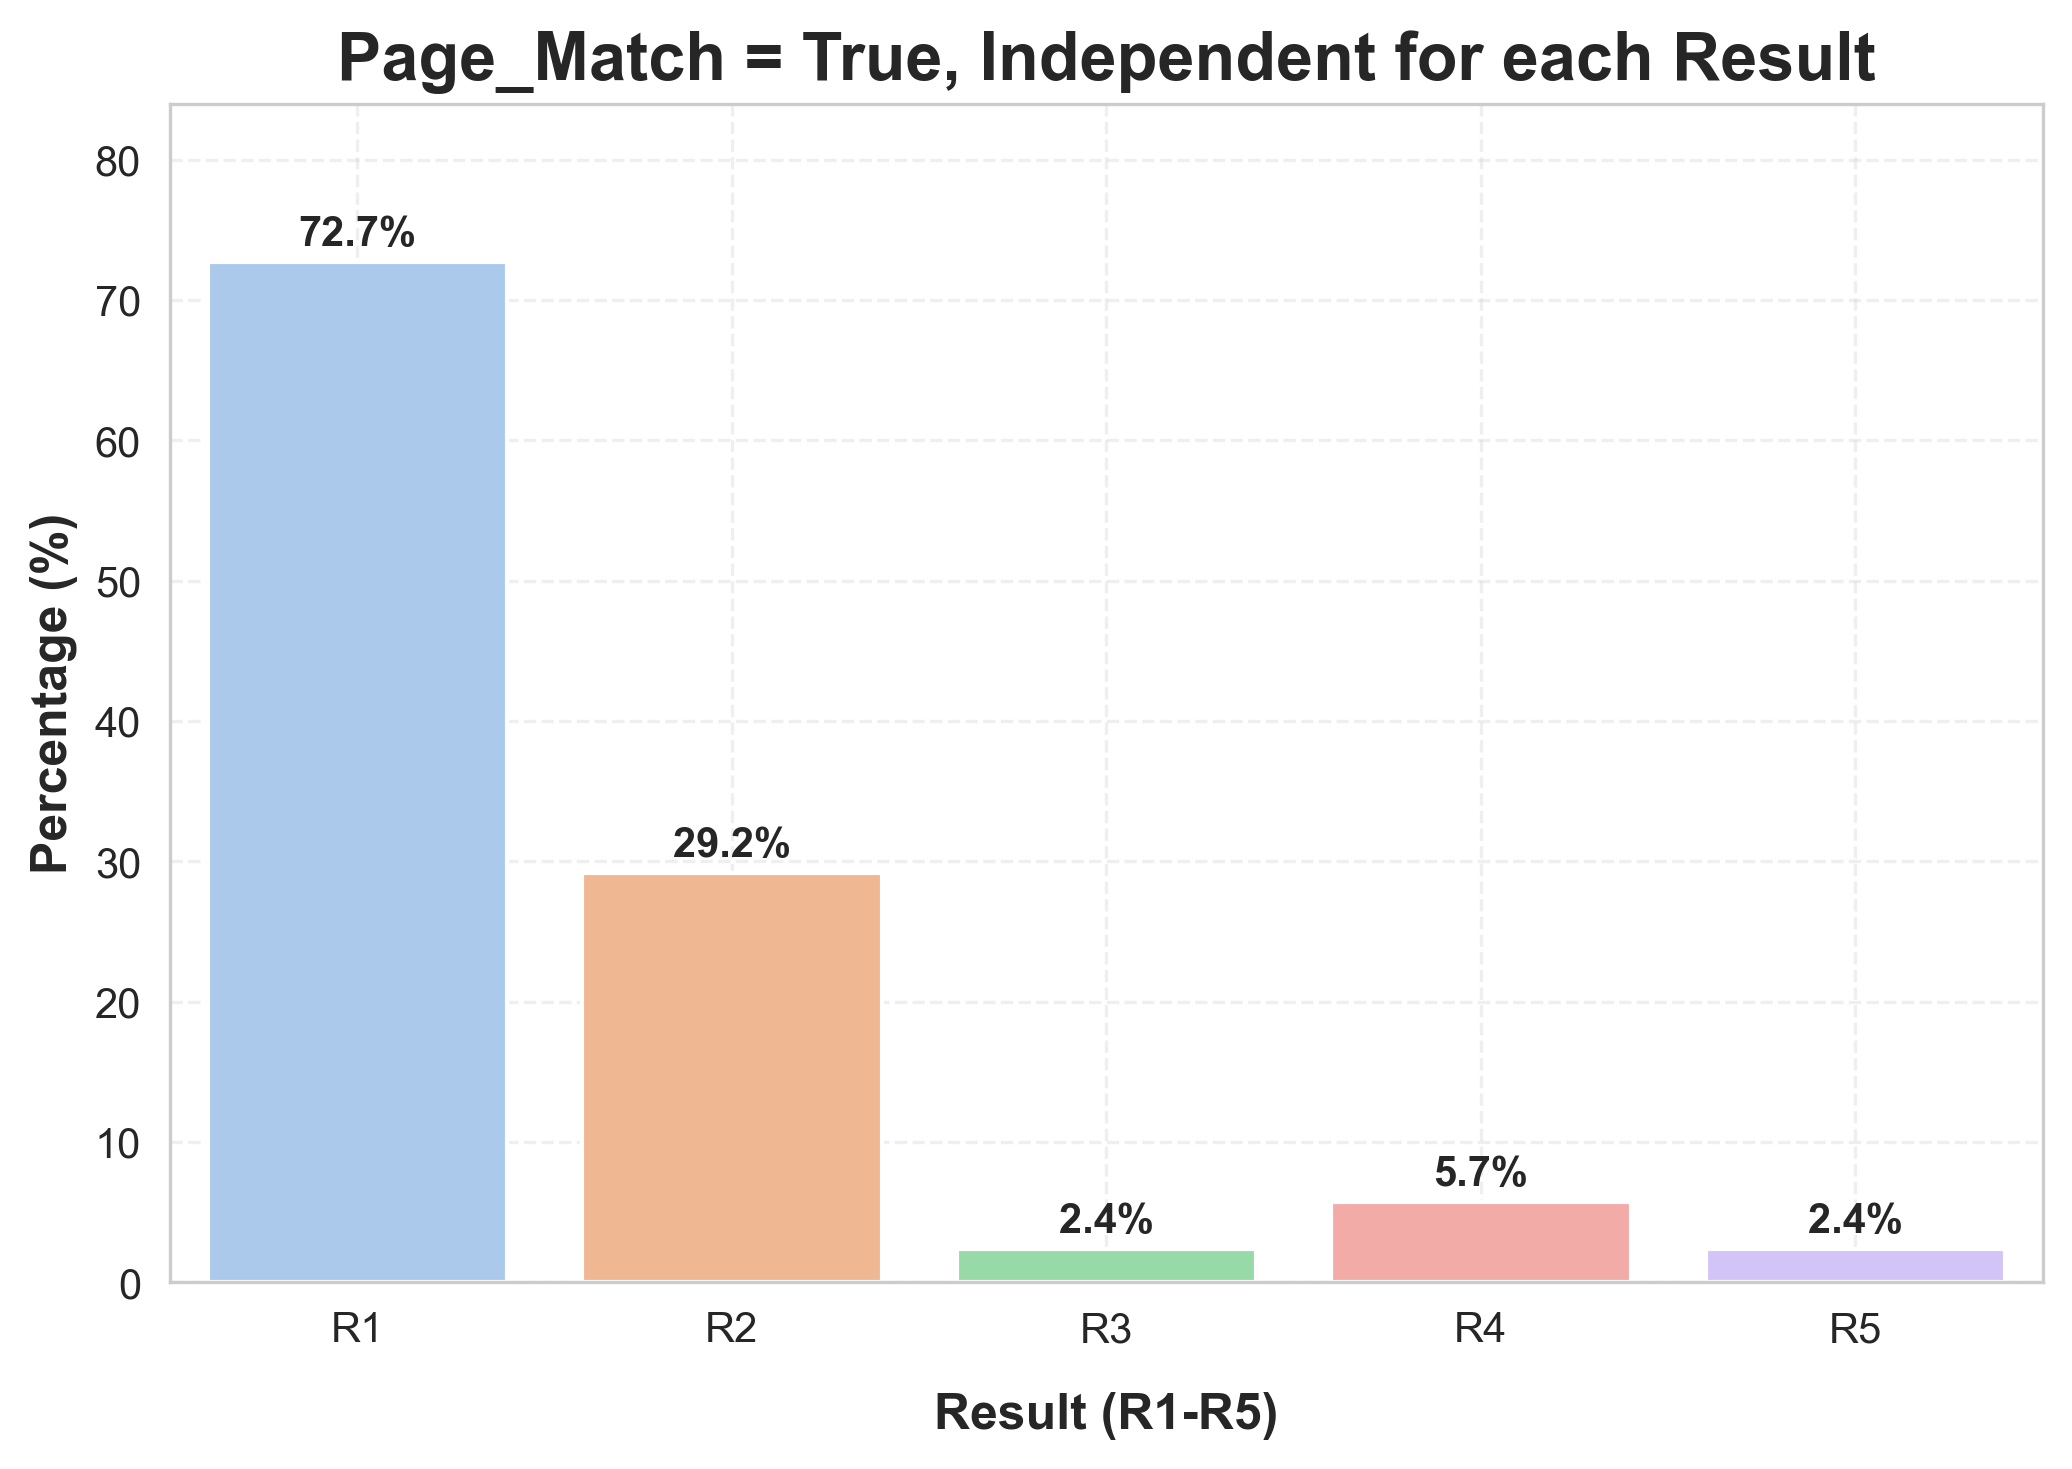 Page_Match = True, Independent for each Result
Percentage (%)
80
70
60
50
40
30
20
10
0
72.7%
29.2%
2.4%
5.7%
2.4%
R1
R2
R3
R4
R5
Result (R1-R5)